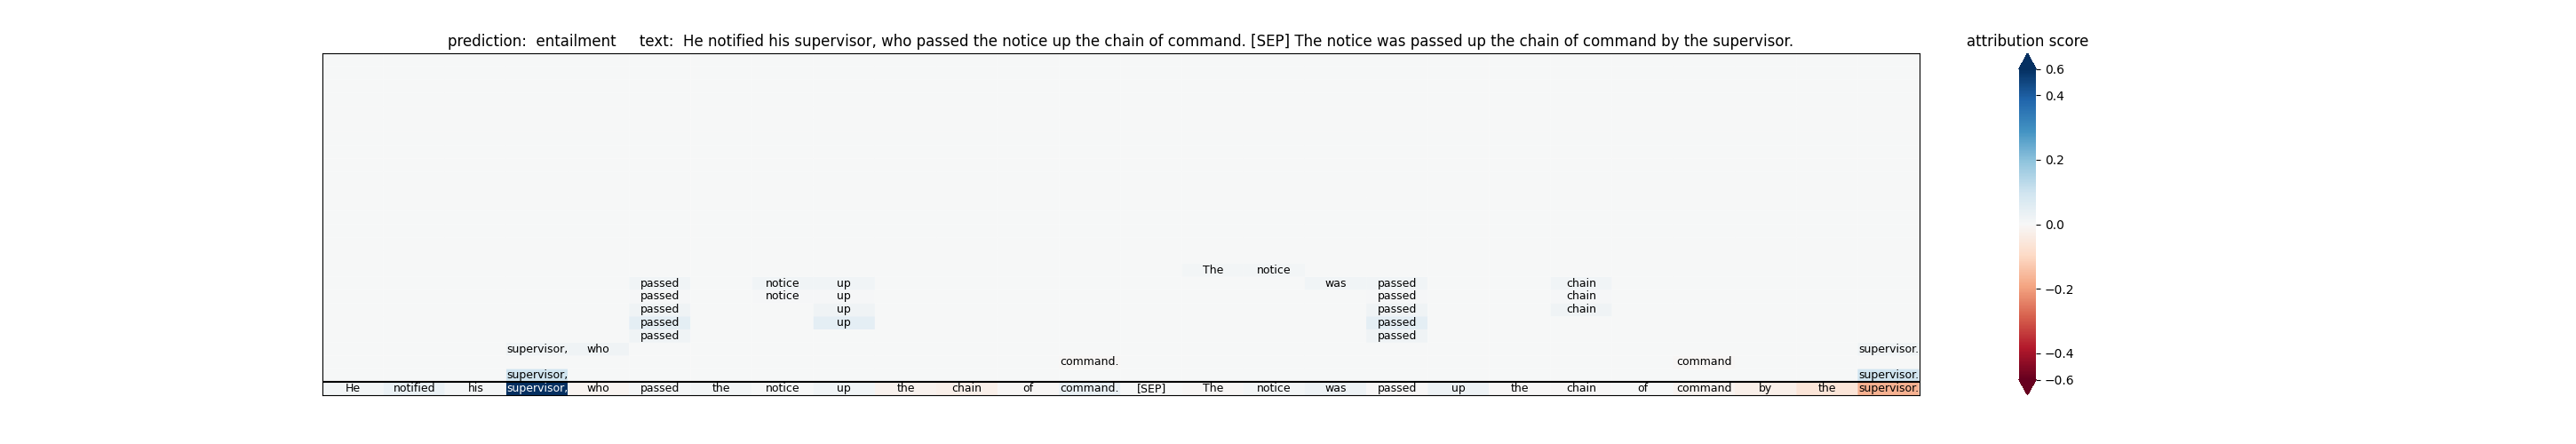 prediction:  entailment     text:  He notified his supervisor, who passed the notice up the chain of command. [SEP] The notice was passed up the chain of command by the supervisor.
attribution score
0.6
0.4
0.2
0.0
−0.2
−0.4
−0.6
The notice
passed notice up was passed chain
passed notice up passed chain
passed up passed chain
passed up passed
passed passed
supervisor, who supervisor.
command. command
supervisor, supervisor.
He notified his supervisor, who passed the notice up the chain of command. [SEP] The notice was passed up the chain of command by the supervisor.